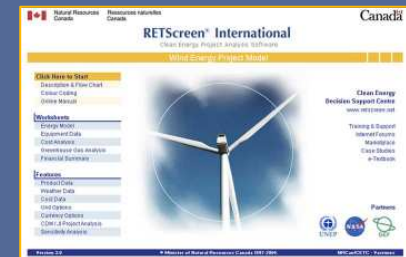 Natural Resources Canada
Ressources naturelles Canada
Canada
RETScreen® International
Clean Energy Project Analysis Software
Wind Energy Project Model
Click Here to Start
Description & Flow Chart
Colour Coding
Online Manual
Worksheets
Energy Model
Equipment Data
Cost Analysis
Greenhouse Gas Analysis
Financial Summary
Features
Product Data
Weather Data
Cost Data
Unit Options
Currency Options
CDM / JI Project Analysis
Sensitivity Analysis
Clean Energy
Decision Support Centre
www.retscreen.net
Training & Support
Internet Forums
Marketplace
Case Studies
e-Textbook
Partners
UNEP
NASA
GEF
Version 3.0
© Minister of Natural Resources Canada 1997-2004.
NRCan/CETC - Varennes